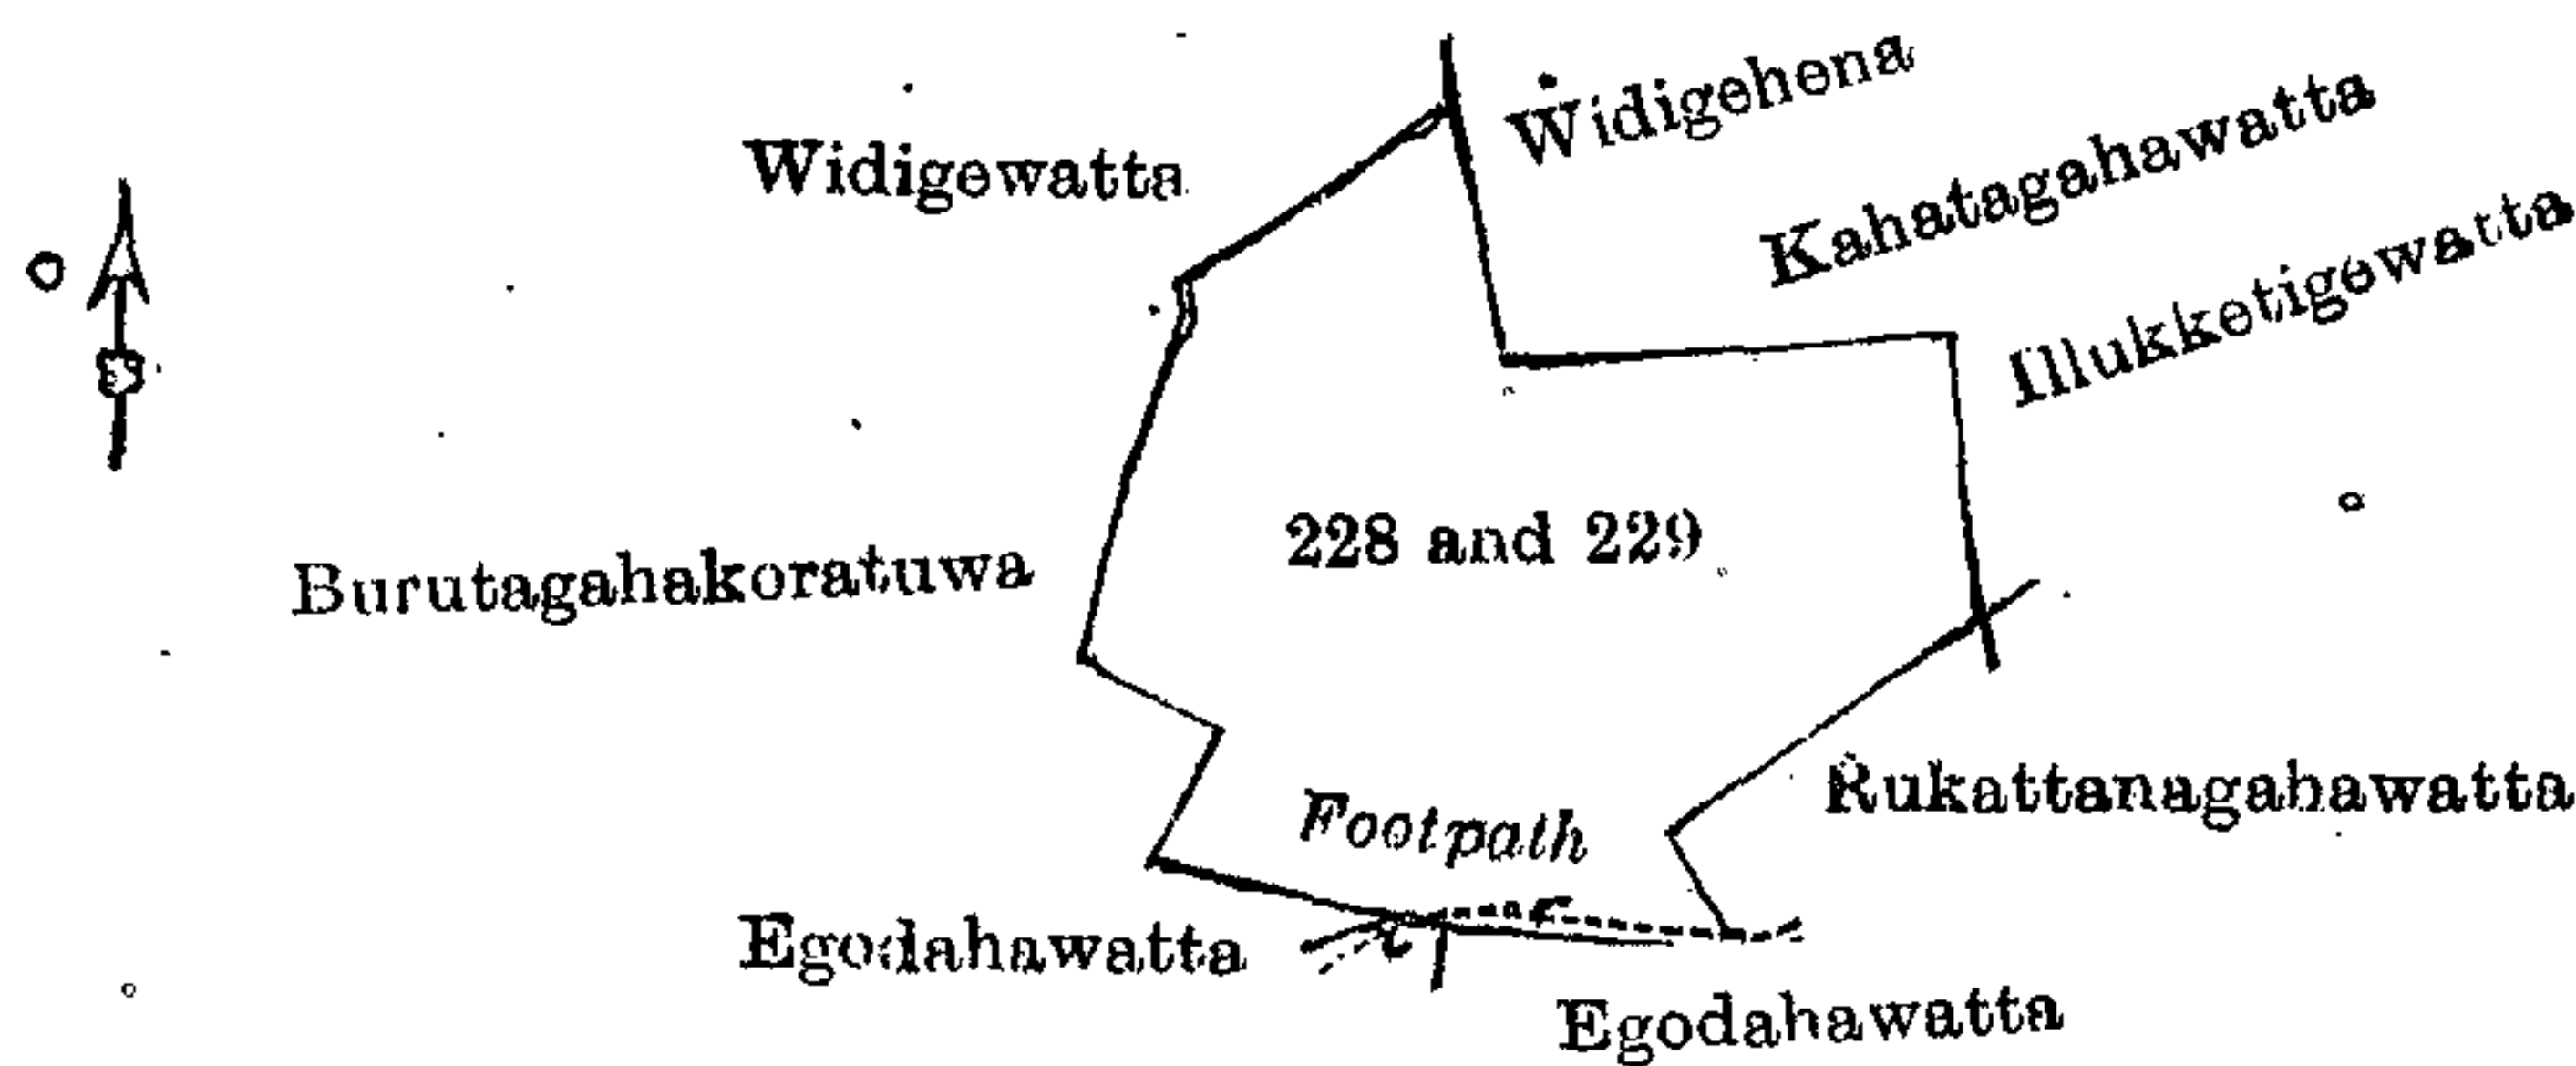 Widigehena
Widigewatta
Kahatagahawatta
Illukketigewatta
228 and 229
Burutagahakoratuwa
Rukattanagahawatta
Footpath
Egodahawatta
Egodahawatta